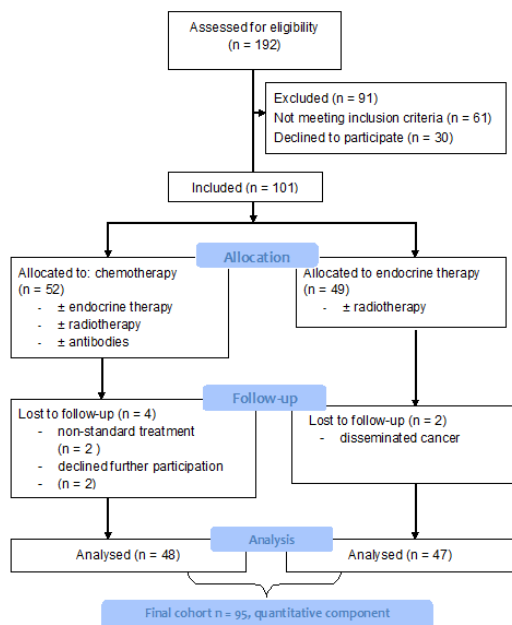 Assessed for eligibility
(n = 192)
Excluded (n = 91)
Not meeting inclusion criteria (n = 61)
Declined to participate (n = 30)
Included (n = 101)
Allocation
Allocated to: chemotherapy
(n = 52)
- ± endocrine therapy
- ± radiotherapy
- ± antibodies
Allocated to endocrine therapy
(n = 49)
- ± radiotherapy
Follow-up
Lost to follow-up (n = 4)
- non-standard treatment
(n = 2 )
- declined further participation
- (n = 2)
Lost to follow-up (n = 2)
- disseminated cancer
Analysis
Analysed (n = 48)
Analysed (n = 47)
Final cohort n = 95, quantitative component